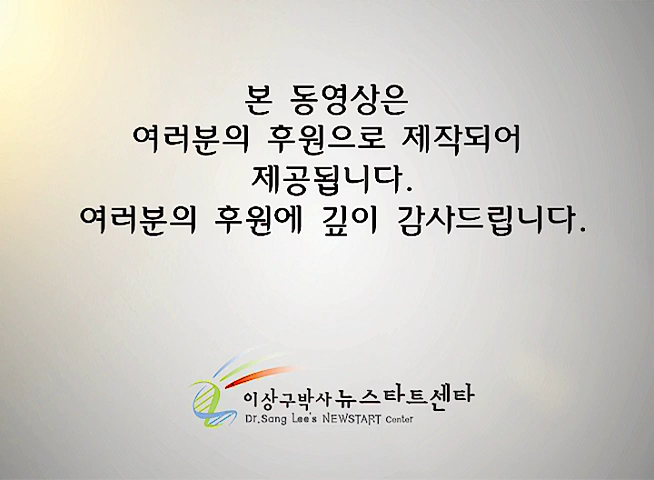 본 동영상은
여러분의 후원으로 제작되어
제공됩니다.
여러분의 후원에 깊이 감사드립니다.
이상구박사 뉴스타트센타
Dr.Sang Lee's NEWSTART Center